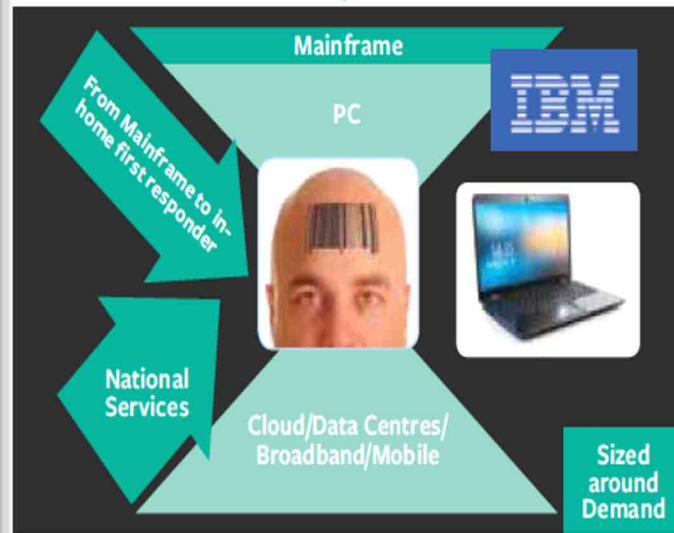 Mainframe
PC
IBM
From Mainframe to in-
home first responder
National
Services
Cloud/Data Centres/
Broadband/Mobile
Sized
around
Demand